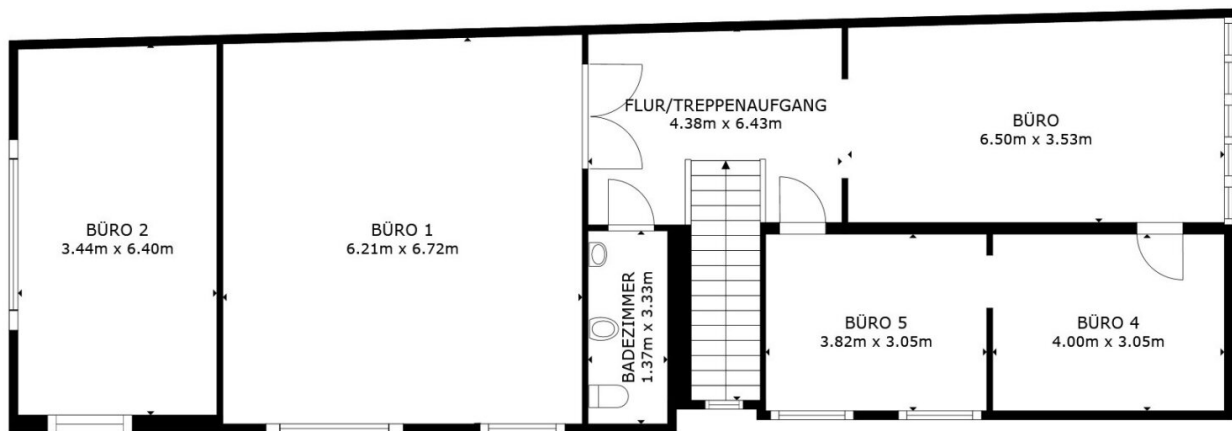 BÜRO 2
3.44m x 6.40m
BÜRO 1
6.21m x 6.72m
FLUR/TREPPENAUFGANG
4.38m x 6.43m
BÜRO
6.50m x 3.53m
BADEZIMMER
1.37m x 3.33m
BÜRO 5
3.82m x 3.05m
BÜRO 4
4.00m x 3.05m